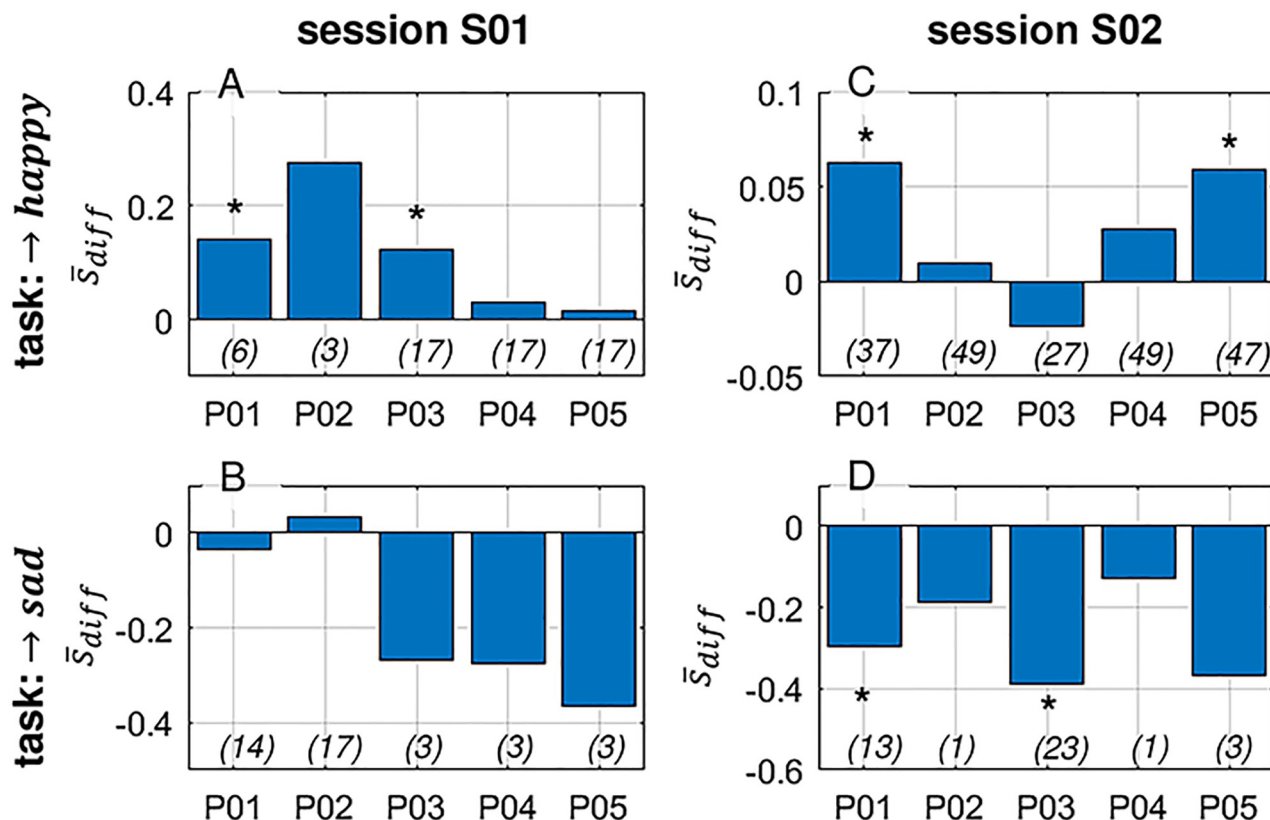 session S01
session S02
task: → happy
A
0.4
0.2
0
s̄diff
* *
(6) (3) (17) (17) (17)
P01 P02 P03 P04 P05
C
0.1
0.05
0
-0.05
s̄diff
* *
(37) (49) (27) (49) (47)
P01 P02 P03 P04 P05
task: → sad
B
0
-0.2
-0.4
s̄diff
(14) (17) (3) (3) (3)
P01 P02 P03 P04 P05
D
0
-0.2
-0.4
-0.6
s̄diff
* *
(13) (1) (23) (1) (3)
P01 P02 P03 P04 P05